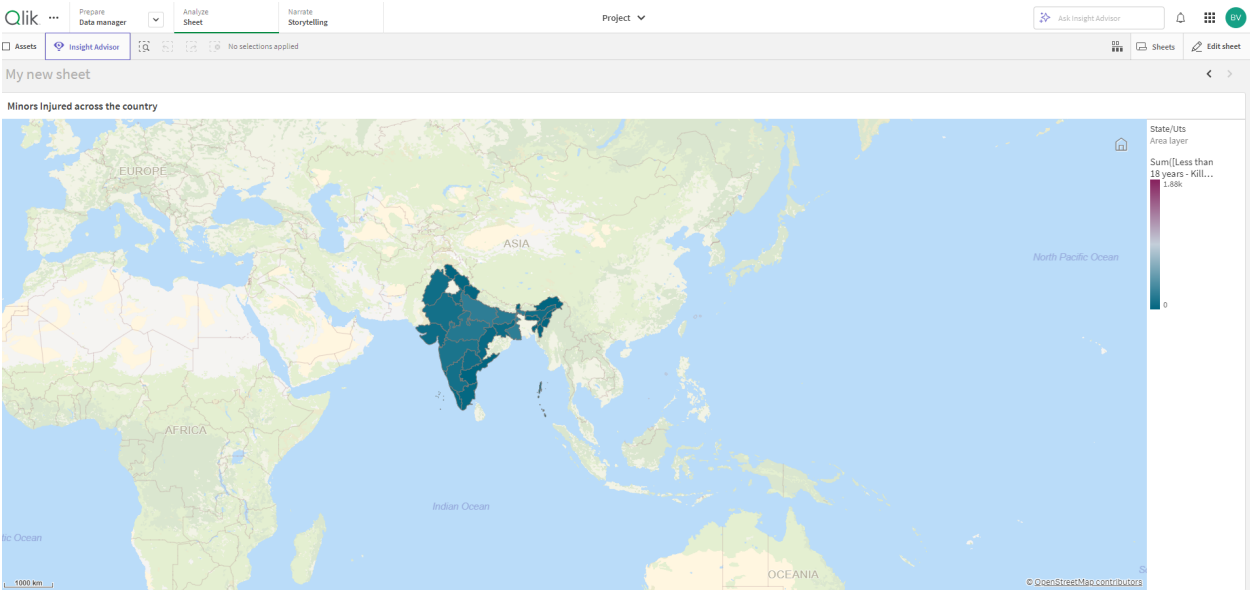 Qlik
Prepare
Data manager
Analyze
Sheet
Narrate
Storytelling
Project
Ask Insight Advisor
BV
Assets
Insight Advisor
No selections applied
Sheets
Edit sheet
My new sheet
Minors Injured across the country
EUROPE
ASIA
AFRICA
North Pacific Ocean
Indian Ocean
tic Ocean
OCEANIA
S
1000 km
© OpenStreetMap contributors
State/Uts
Area layer
Sum([Less than
18 years - Kill...
1.88k
0